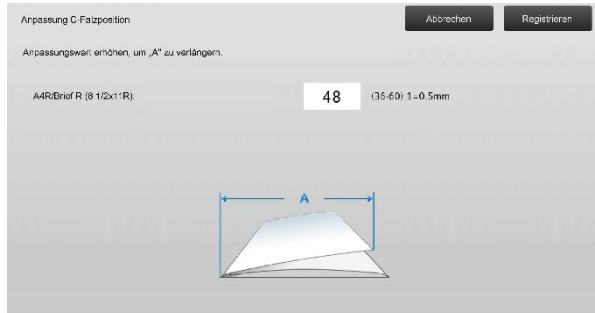 Anpassung C-Falzposition
Abbrechen
Registrieren
Anpassungswert erhöhen, um „A" zu verlängern.
A4R/Brief R (8 1/2x11R):
48
(36-60) 1=0.5mm
A